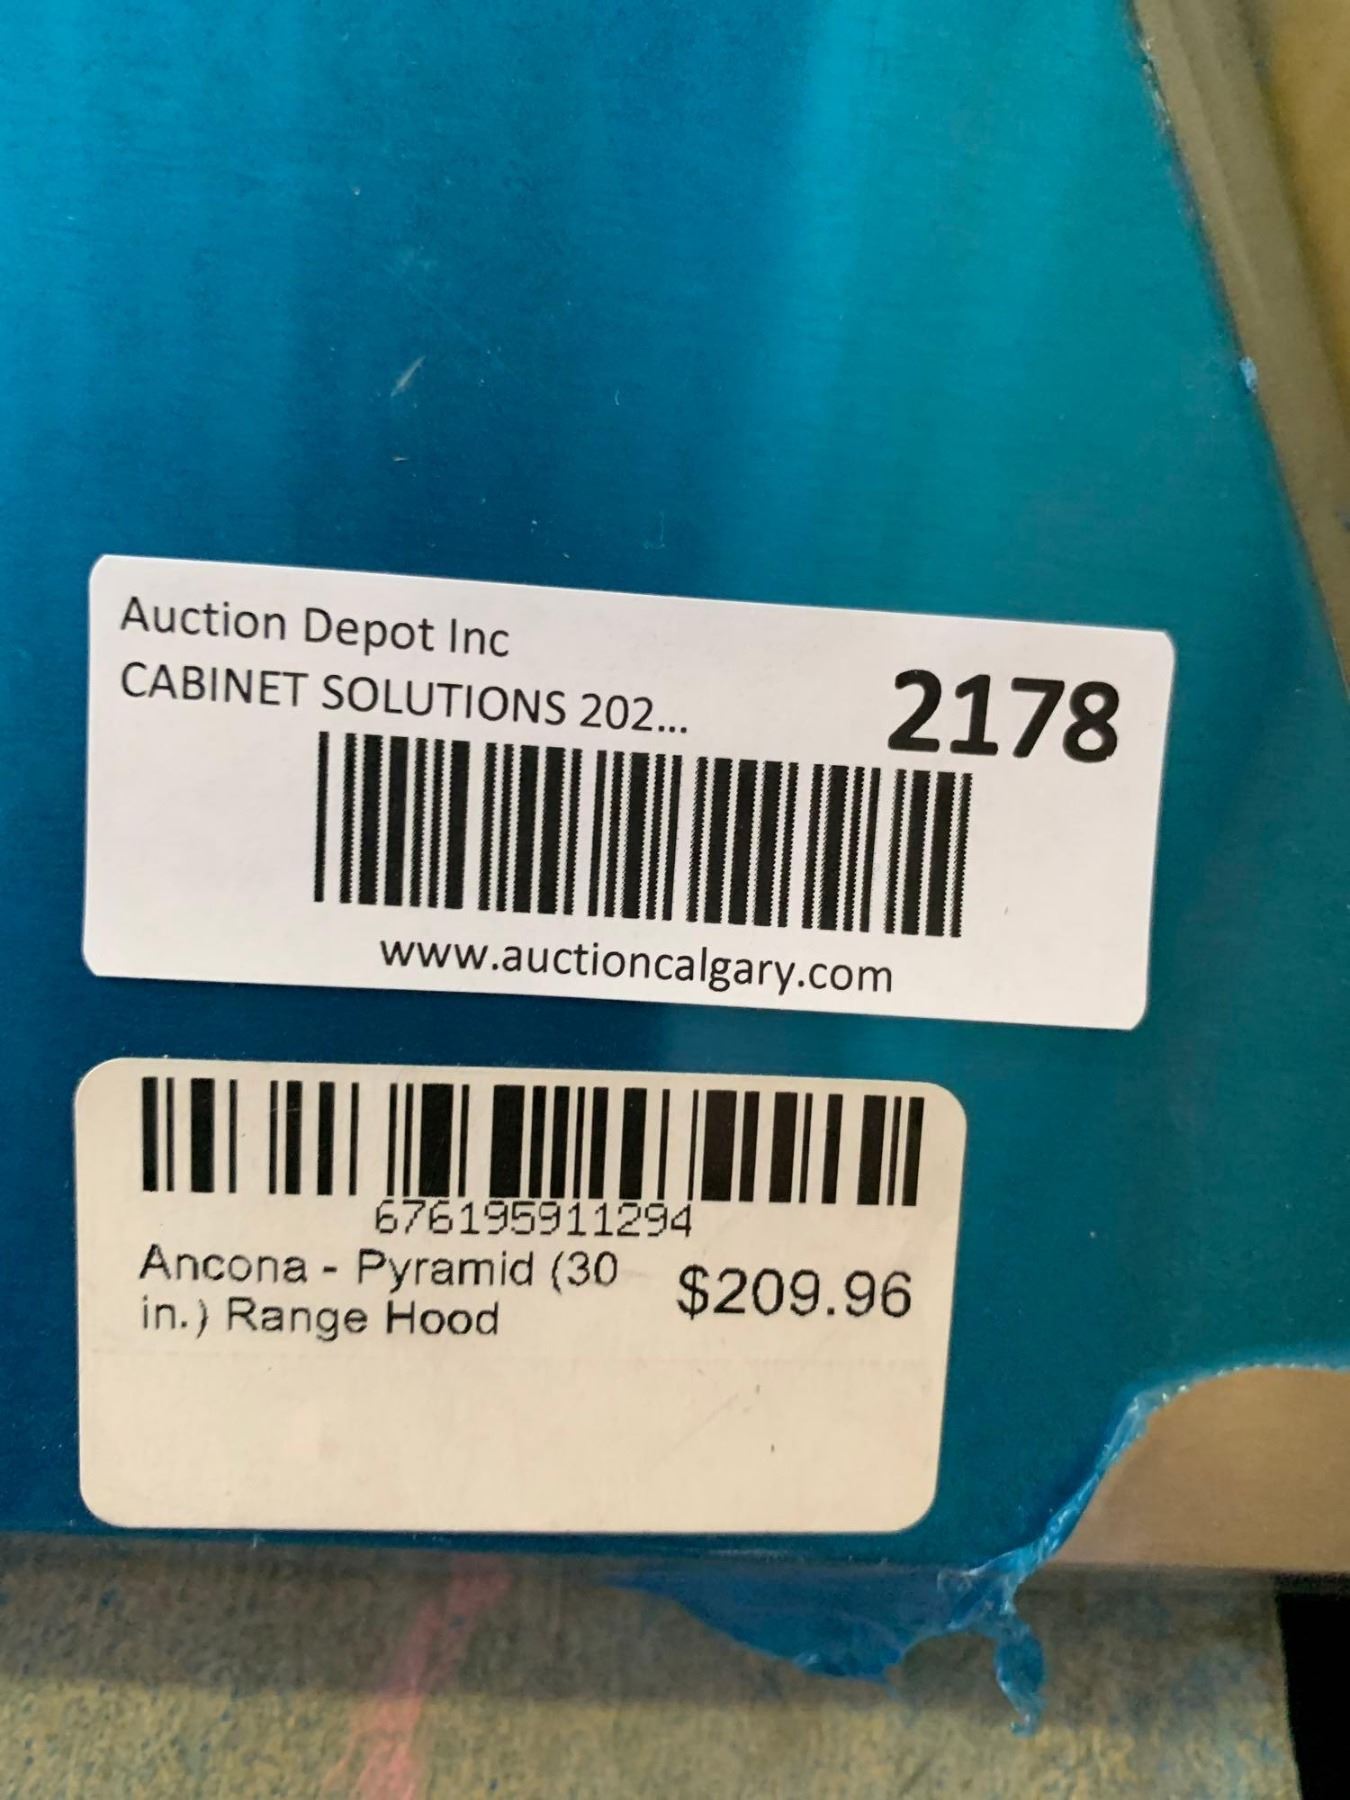 Auction Depot Inc
CABINET SOLUTIONS 202...
2178
www.auctioncalgary.com
676195911294
Ancona - Pyramid (30
in.) Range Hood
$209.96